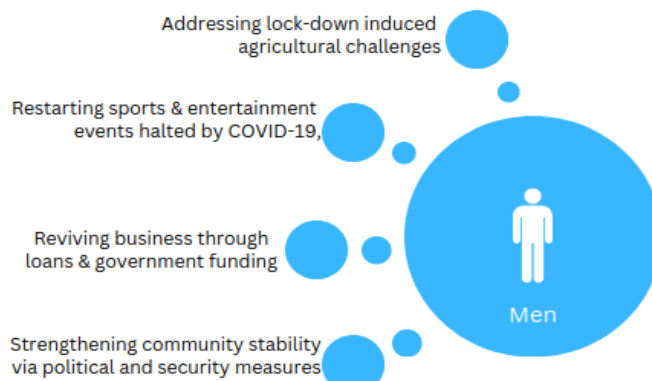 Addressing lock-down induced
agricultural challenges
Restarting sports & entertainment
events halted by COVID-19,
Reviving business through
loans & government funding
Men
Strengthening community stability
via political and security measures